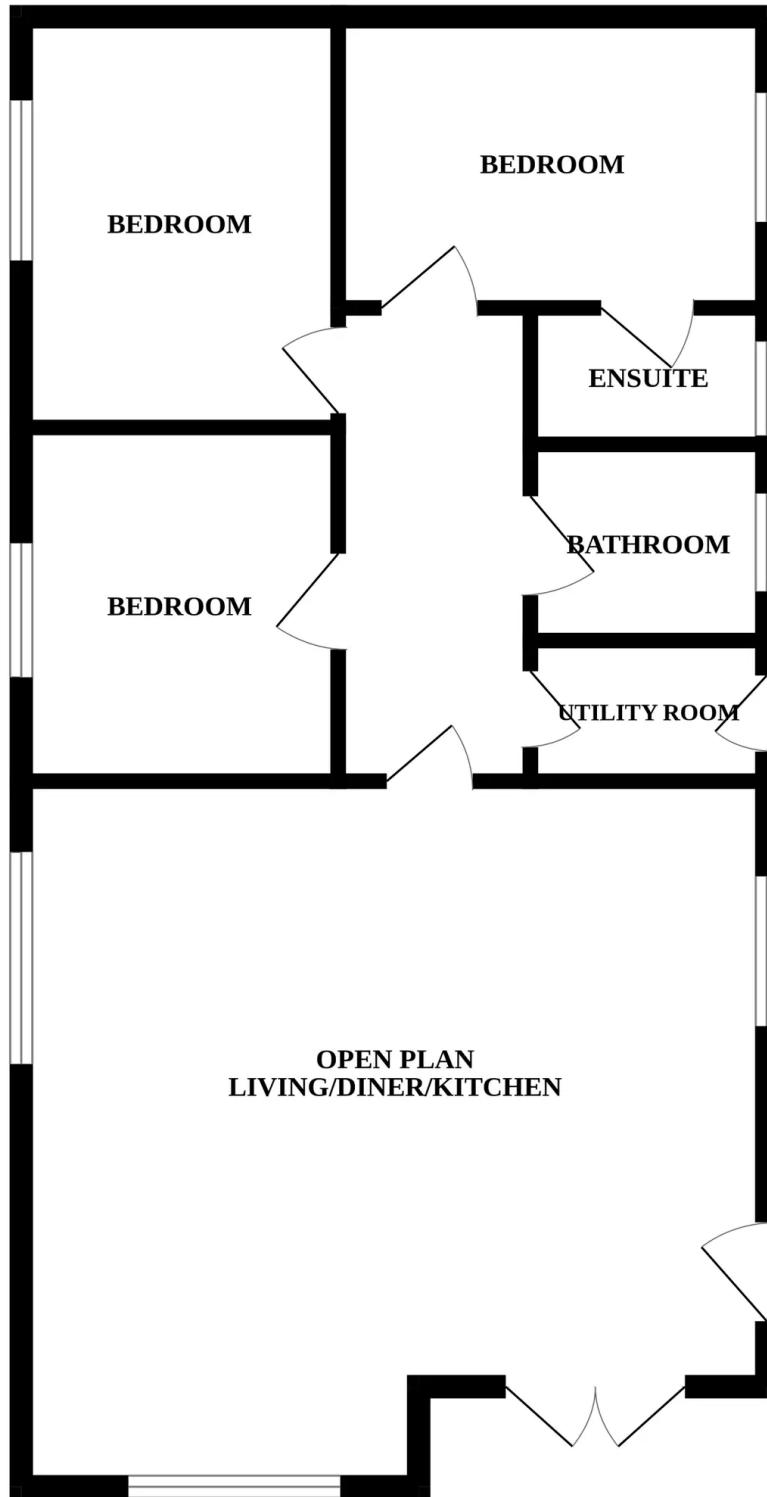 BEDROOM
BEDROOM
ENSUITE
BATHROOM
BEDROOM
UTILITY ROOM
OPEN PLAN
LIVING/DINER/KITCHEN